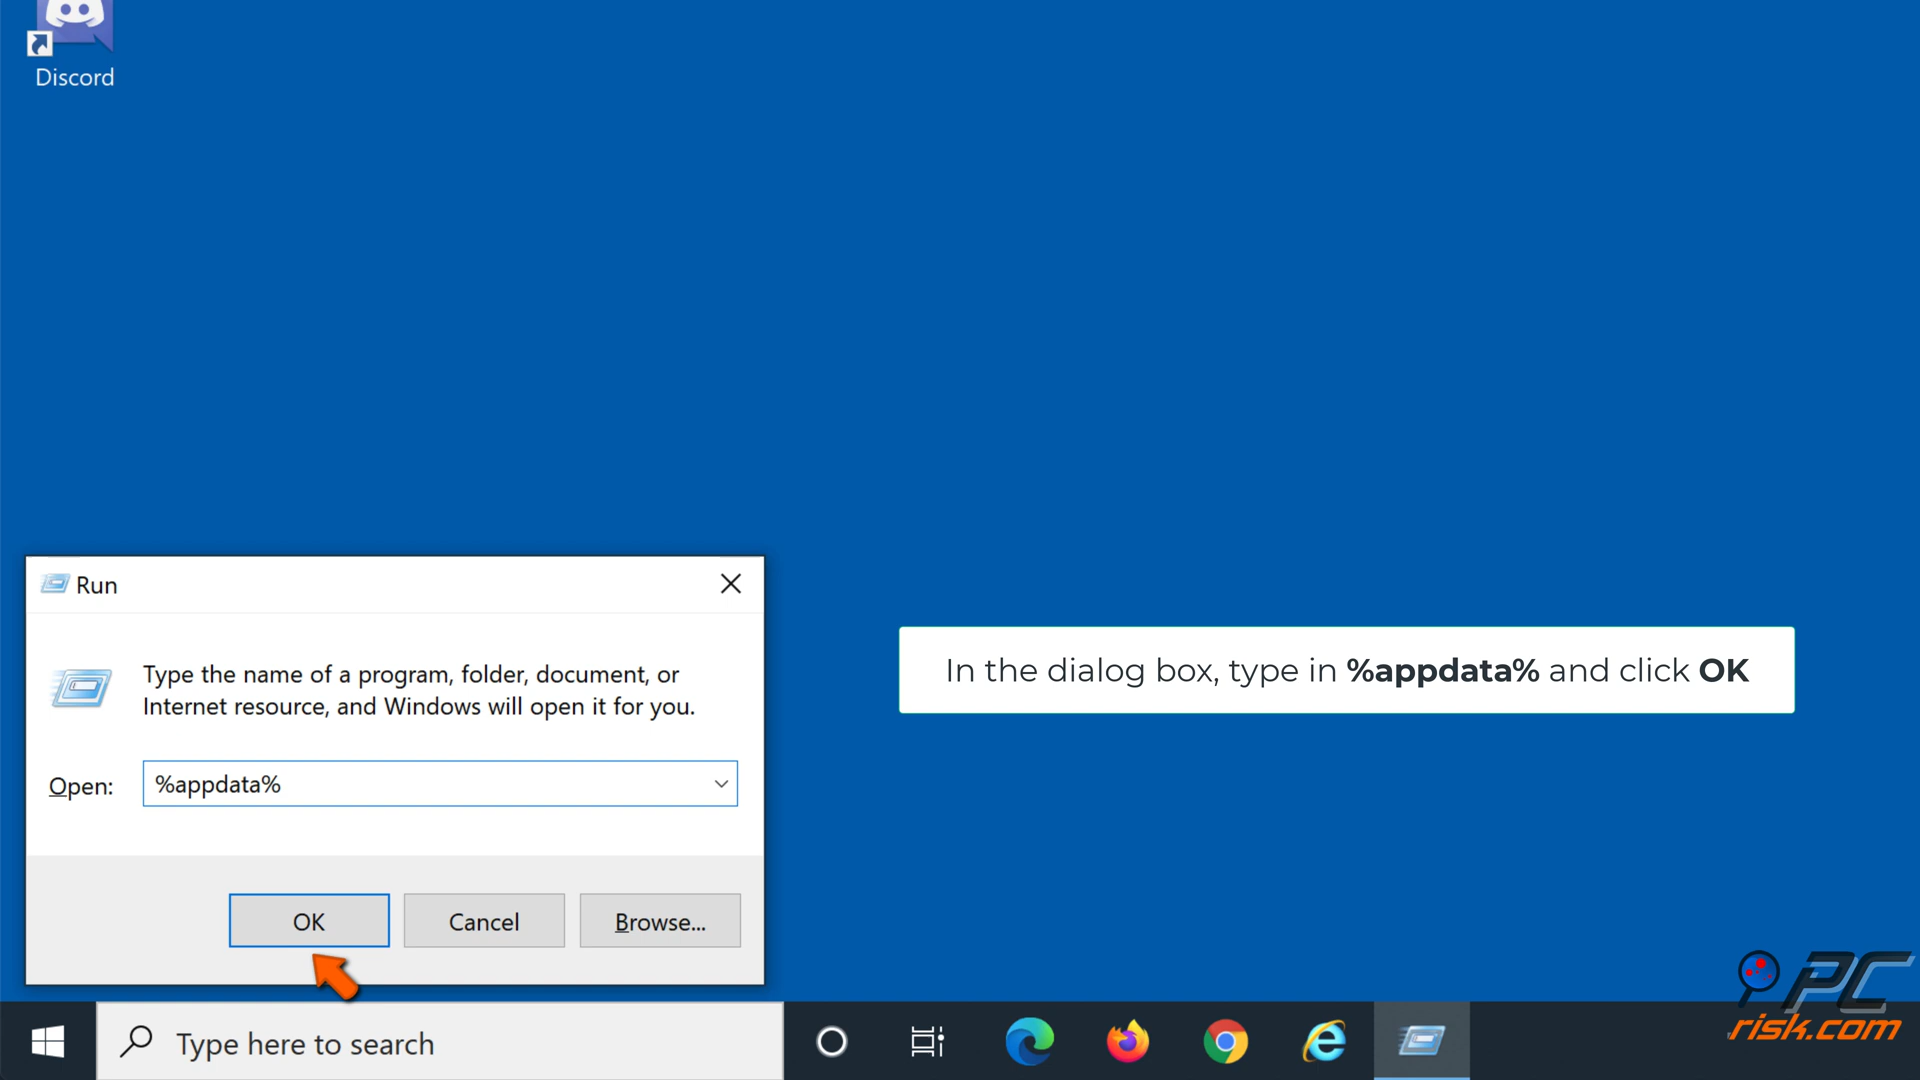 Discord
Run
Type the name of a program, folder, document, or
Internet resource, and Windows will open it for you.
Open: %appdata%
In the dialog box, type in %appdata% and click OK
OK Cancel Browse...
Type here to search
PC
risk.com